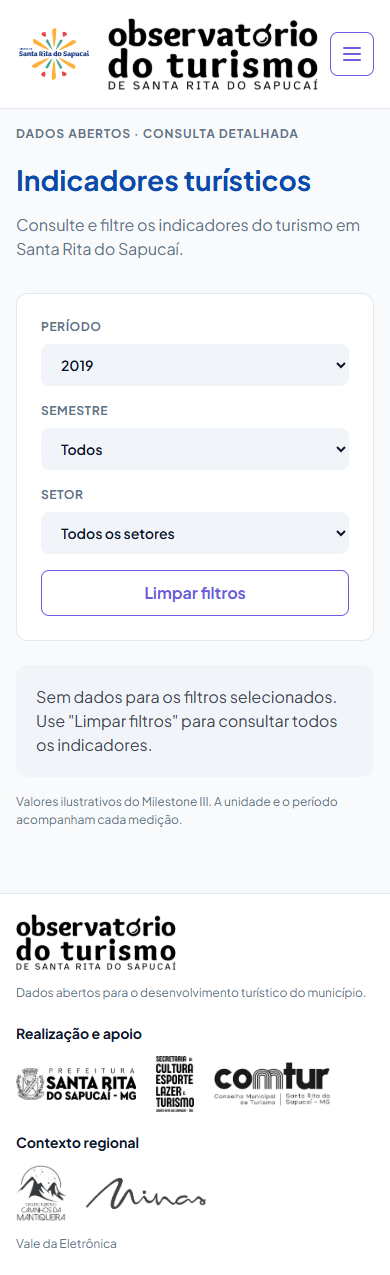 Santa Rita do Sapucaí
observatório
do turismo
DE SANTA RITA DO SAPUCAÍ
DADOS ABERTOS · CONSULTA DETALHADA
Indicadores turísticos
Consulte e filtre os indicadores do turismo em
Santa Rita do Sapucaí.
PERÍODO
2019
SEMESTRE
Todos
SETOR
Todos os setores
Limpar filtros
Sem dados para os filtros selecionados.
Use "Limpar filtros" para consultar todos
os indicadores.
Valores ilustrativos do Milestone III. A unidade e o período
acompanham cada medição.
observatório
do turismo
DE SANTA RITA DO SAPUCAÍ
Dados abertos para o desenvolvimento turístico do município.
Realização e apoio
PREFEITURA
SANTA RITA
DO SAPUCAÍ - MG
SECRETARIA DE
CULTURA
ESPORTE
LAZER E
TURISMO
comtur
Conselho Municipal de Turismo
Santa Rita do Sapucaí - MG
Contexto regional
CAMINHOS DA
MANTIQUEIRA
Minas
Vale da Eletrônica